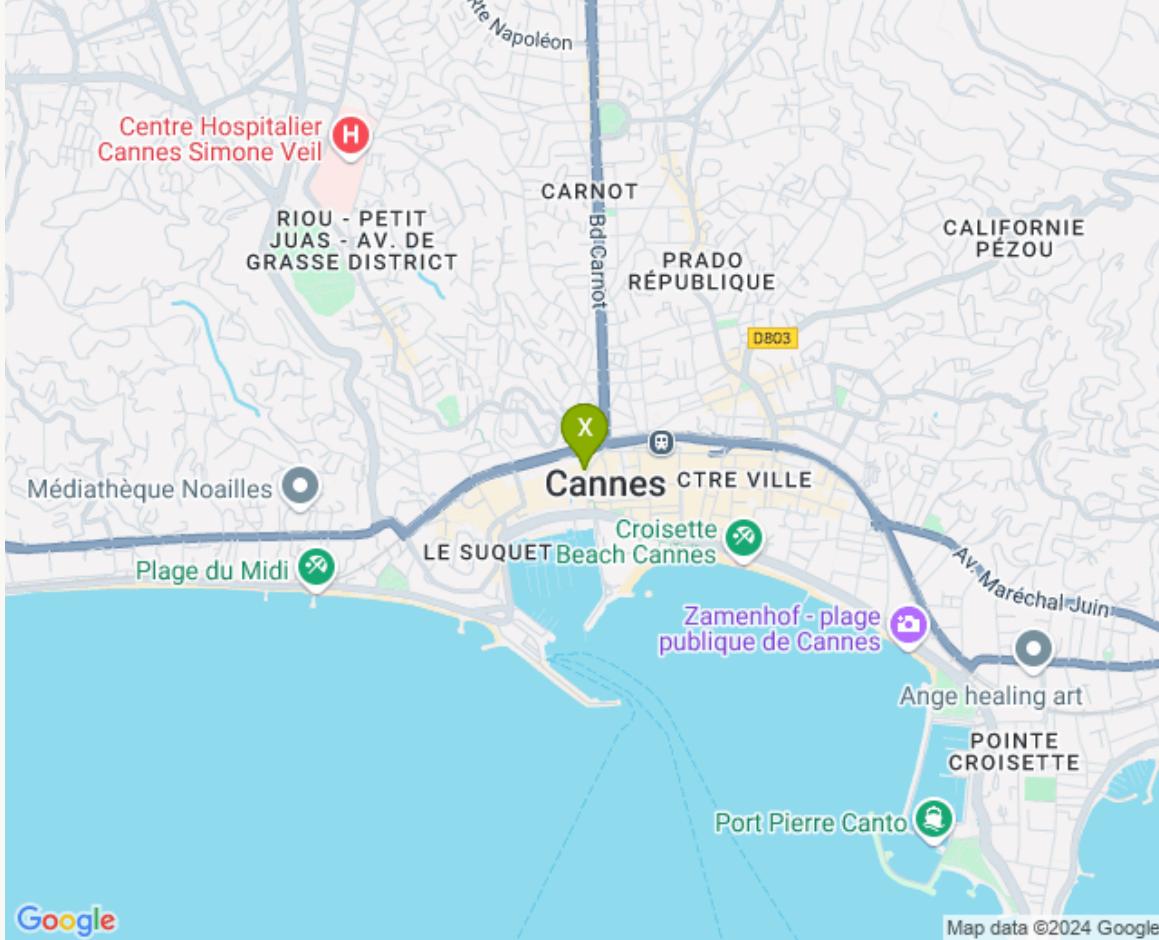 Rte Napoléon
Centre Hospitalier
Cannes Simone Veil
H
CARNOT
RIOU - PETIT
JUAS - AV. DE
GRASSE DISTRICT
Bd Carnot
CALIFORNIE
PÉZOU
PRADO
RÉPUBLIQUE
D803
X
Cannes
CTRE VILLE
Médiathèque Noailles
Croisette
Beach Cannes
LE SUQUET
Plage du Midi
Av. Maréchal Juin
Zamenhof - plage
publique de Cannes
Ange healing art
POINTE
CROISETTE
Port Pierre Canto
Google
Map data ©2024 Google